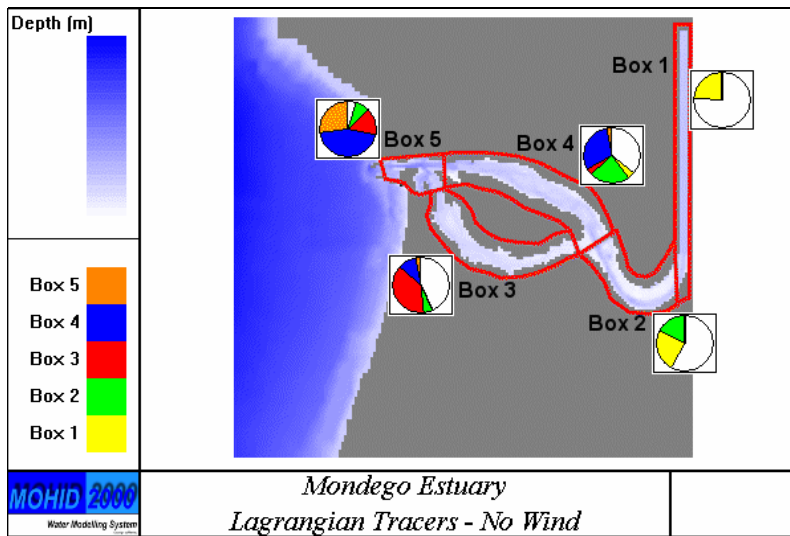 Depth (m)
Box 1
Box 4
Box 5
Box 3
Box 2
Box 5
Box 4
Box 3
Box 2
Box 1
MOHID 2000
Water Modelling System
Mondego Estuary
Lagrangian Tracers - No Wind